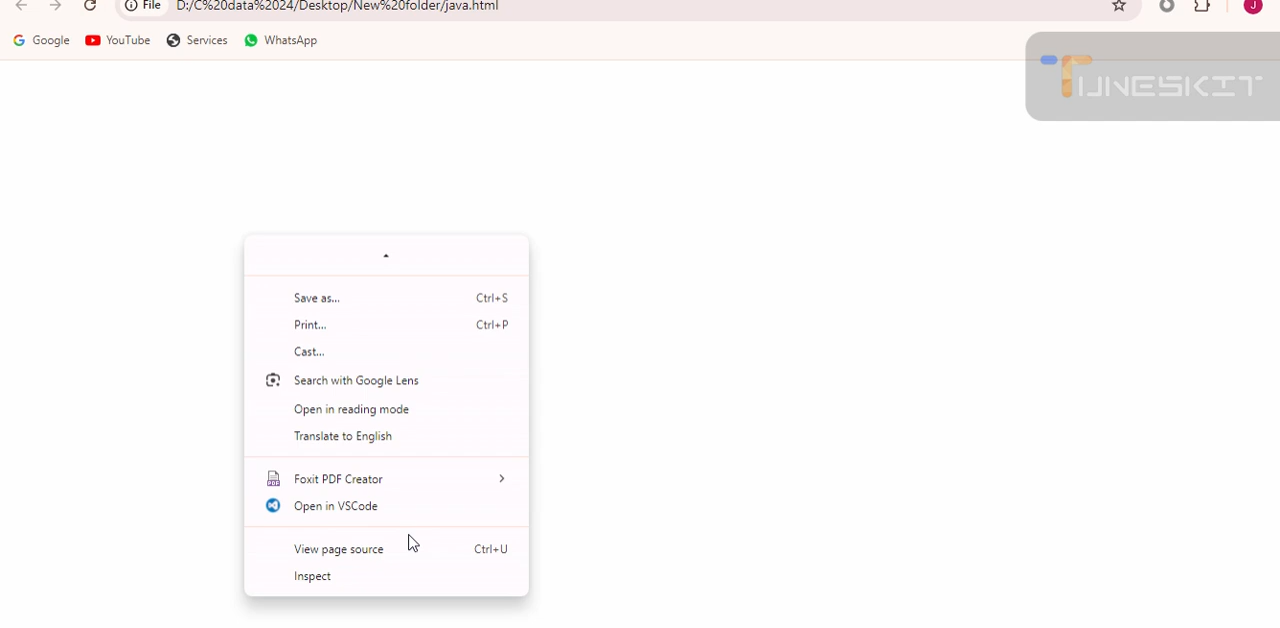 File D:/C%20data%2024/Desktop/New%20folder/java.html J
Google YouTube Services WhatsApp
TUNESKIT
Save as... Ctrl+S
Print... Ctrl+P
Cast...
Search with Google Lens
Open in reading mode
Translate to English
PDF Foxit PDF Creator
Open in VSCode
View page source Ctrl+U
Inspect